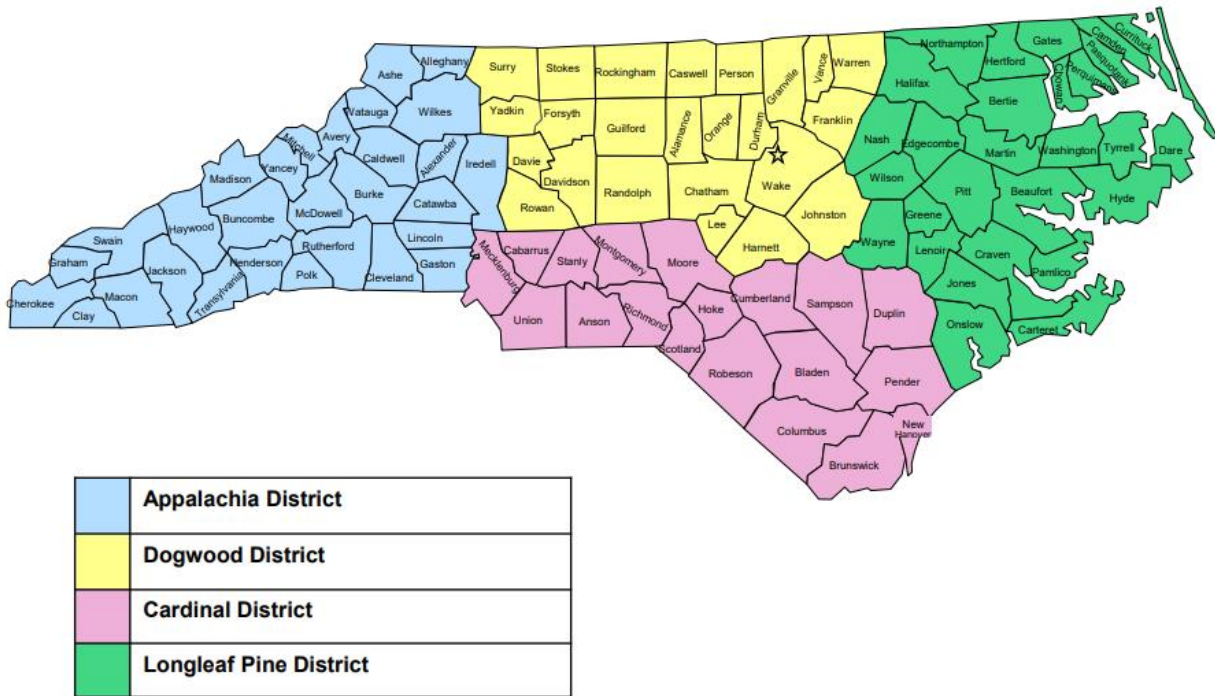 Ashe
Alleghany
Surry
Stokes
Rockingham
Caswell
Person
Granville
Vance
Warren
Northampton
Gates
Camden
Currituck
Pasquotank
Perquimans
Chowan
Hertford
Halifax
Bertie
Watauga
Wilkes
Yadkin
Forsyth
Guilford
Alamance
Orange
Durham
Franklin
Nash
Edgecombe
Martin
Washington
Tyrrell
Dare
Mitchell
Avery
Caldwell
Alexander
Iredell
Davie
Davidson
Randolph
Chatham
Wake
Wilson
Pitt
Beaufort
Hyde
Madison
Yancey
Burke
Catawba
Rowan
Johnston
Greene
Buncombe
McDowell
Lincoln
Lee
Harnett
Wayne
Lenoir
Craven
Pamlico
Swain
Haywood
Rutherford
Gaston
Mecklenburg
Cabarrus
Stanly
Montgomery
Moore
Graham
Jackson
Henderson
Polk
Cleveland
Cherokee
Macon
Clay
Transylvania
Union
Anson
Richmond
Hoke
Cumberland
Sampson
Duplin
Jones
Onslow
Carteret
Scotland
Robeson
Bladen
Pender
Columbus
New
Hanover
Brunswick
Appalachia District
Dogwood District
Cardinal District
Longleaf Pine District